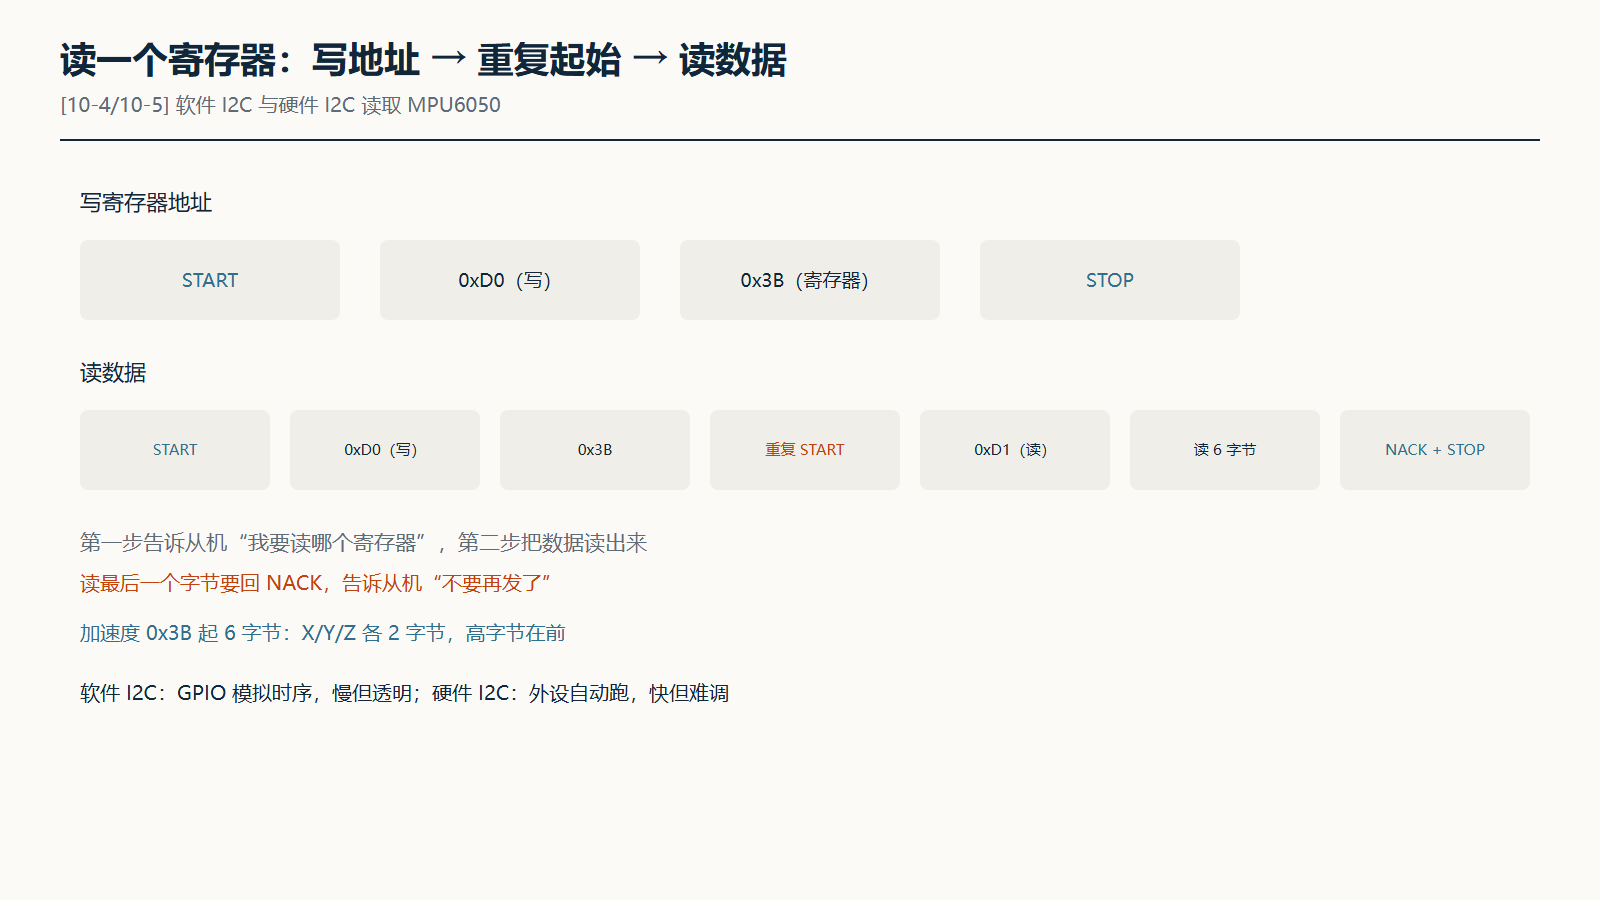 读一个寄存器：写地址 → 重复起始 → 读数据
[10-4/10-5] 软件 I2C 与硬件 I2C 读取 MPU6050
写寄存器地址
START
0xD0（写）
0x3B（寄存器）
STOP
读数据
START
0xD0（写）
0x3B
重复 START
0xD1（读）
读 6 字节
NACK + STOP
第一步告诉从机“我要读哪个寄存器”，第二步把数据读出来
读最后一个字节要回 NACK，告诉从机“不要再发了”
加速度 0x3B 起 6 字节：X/Y/Z 各 2 字节，高字节在前
软件 I2C：GPIO 模拟时序，慢但透明；硬件 I2C：外设自动跑，快但难调